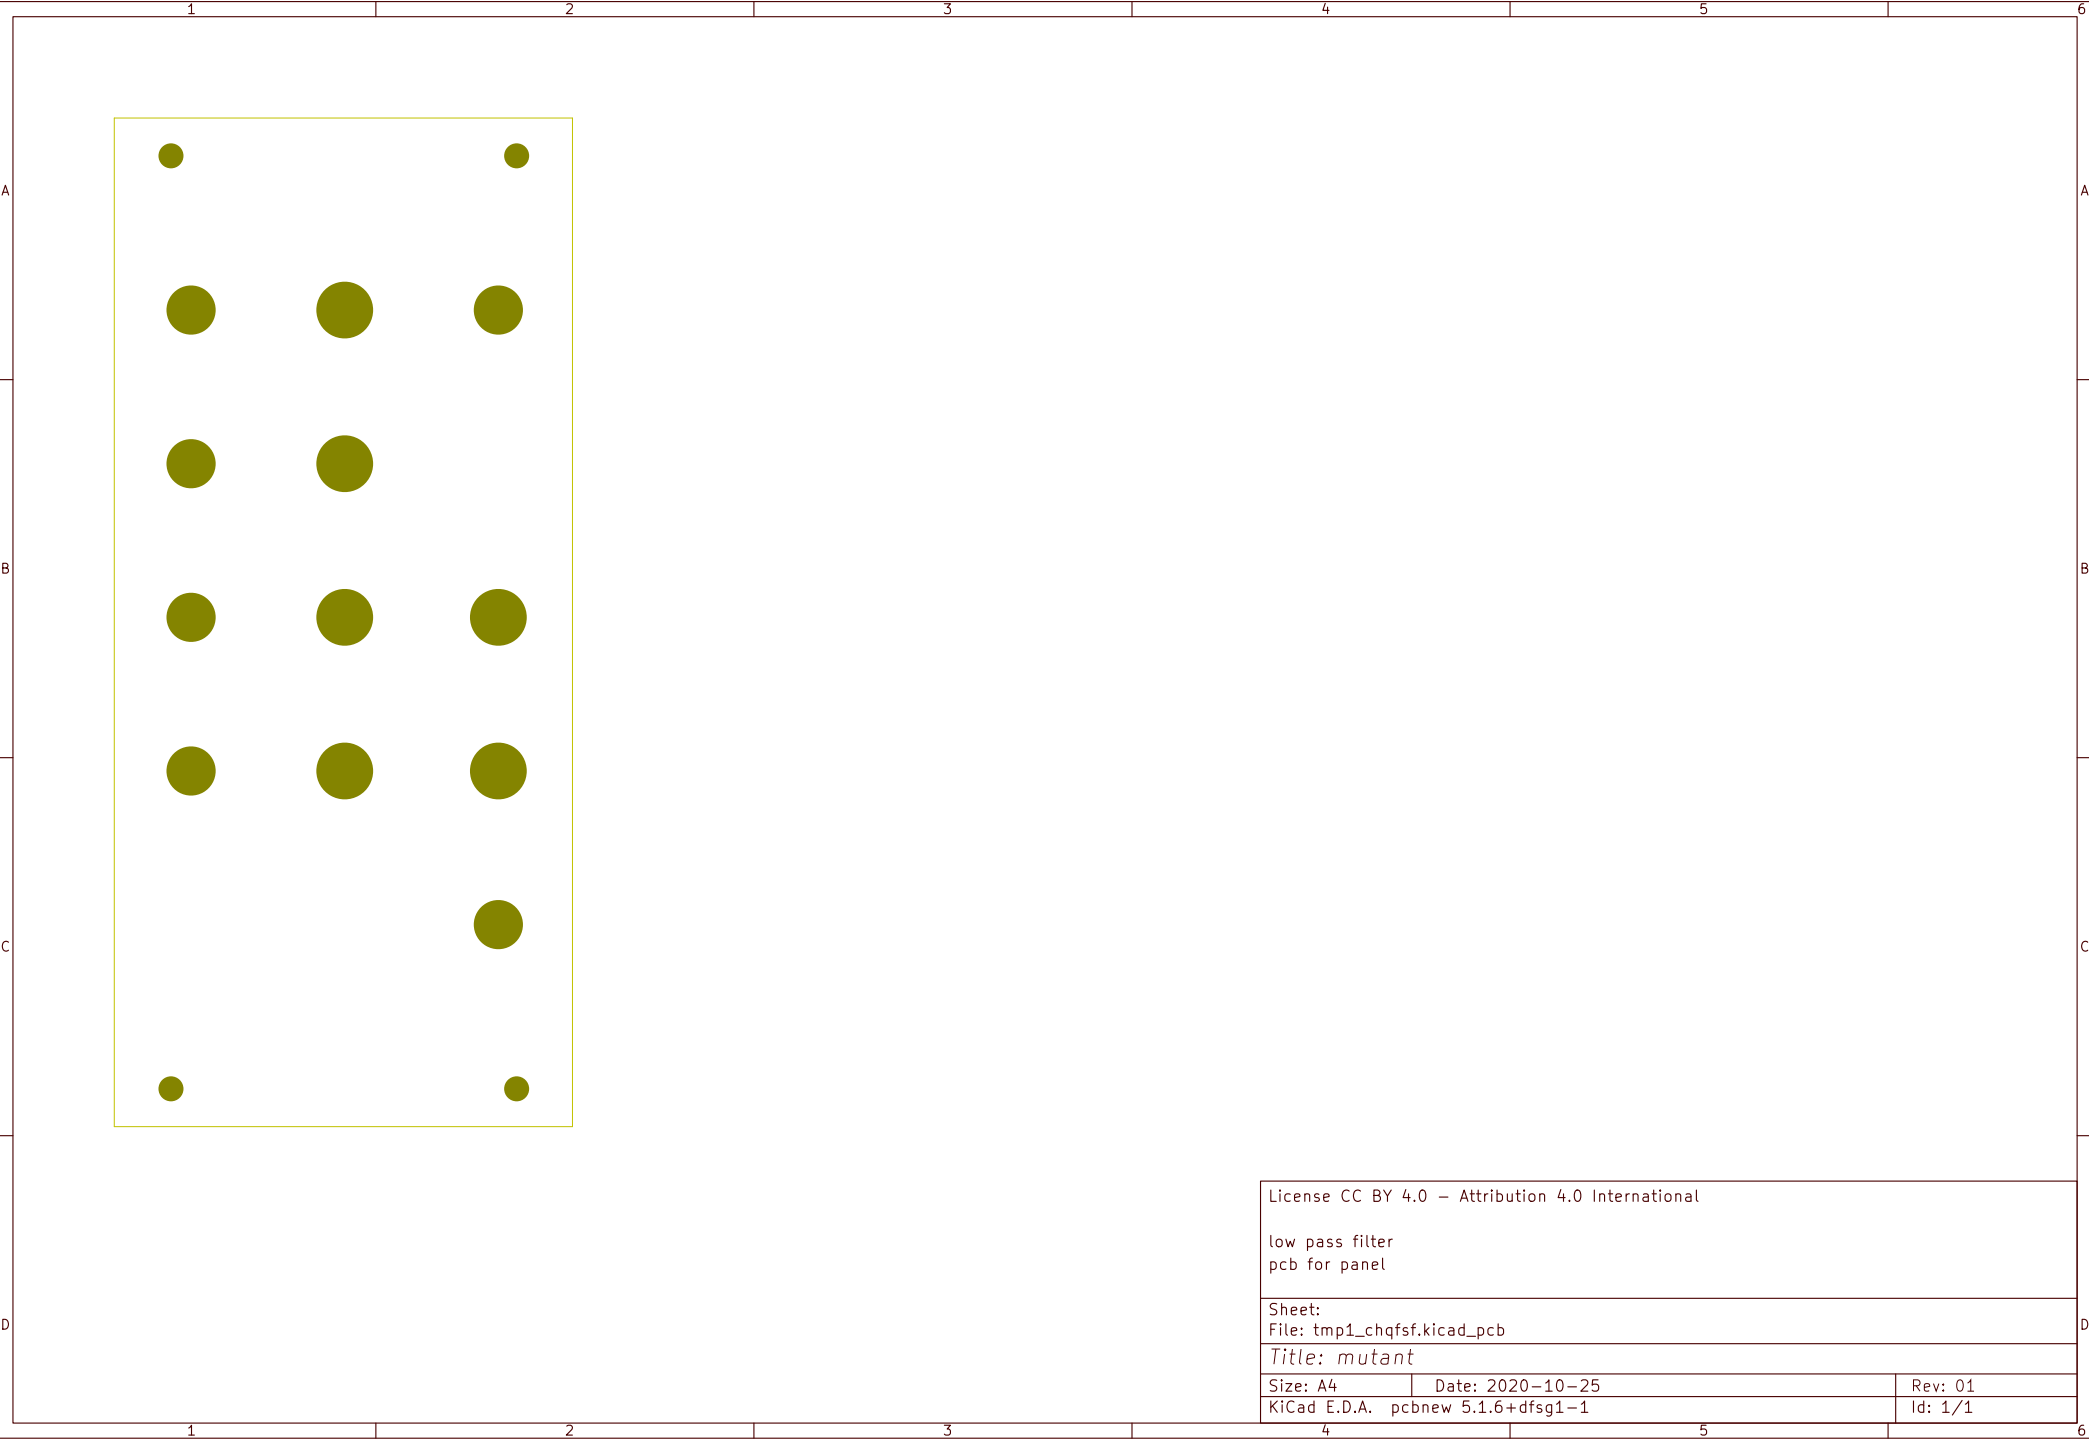 1 2 3 4 5 6
A A
B B
C C
License CC BY 4.0 - Attribution 4.0 International
low pass filter
pcb for panel
Sheet:
File: tmp1_chqfsf.kicad_pcb
D D
Title: mutant
Size: A4 Date: 2020-10-25 Rev: 01
KiCad E.D.A. pcbnew 5.1.6+dfsg1-1 Id: 1/1
1 2 3 4 5 6